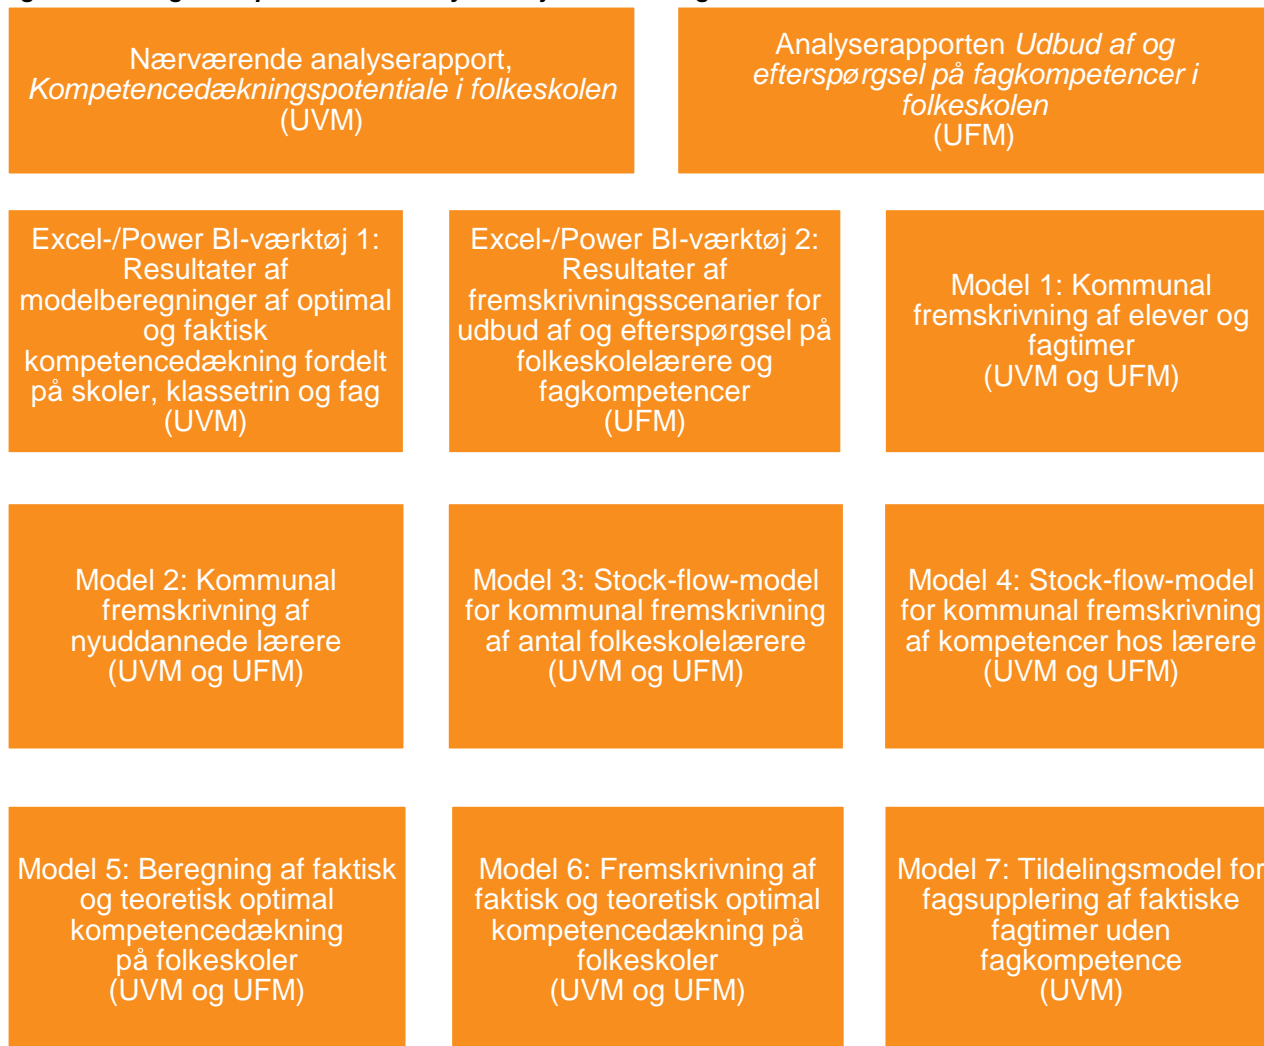 Nærværende analyserapport,
Kompetencedækningspotentiale i folkeskolen
(UVM)
Analyserapporten Udbud af og
efterspørgsel på fagkompetencer i
folkeskolen
(UFM)
Excel-/Power BI-værktøj 1:
Resultater af
modelberegninger af optimal
og faktisk
kompetencedækning fordelt
på skoler, klassetrin og fag
(UVM)
Excel-/Power BI-værktøj 2:
Resultater af
fremskrivningsscenarier for
udbud af og efterspørgsel på
folkeskolelærere og
fagkompetencer
(UFM)
Model 1: Kommunal
fremskrivning af elever og
fagtimer
(UVM og UFM)
Model 2: Kommunal
fremskrivning af
nyuddannede lærere
(UVM og UFM)
Model 3: Stock-flow-model
for kommunal fremskrivning
af antal folkeskolelærere
(UVM og UFM)
Model 4: Stock-flow-model
for kommunal fremskrivning
af kompetencer hos lærere
(UVM og UFM)
Model 5: Beregning af faktisk
og teoretisk optimal
kompetencedækning
på folkeskoler
(UVM og UFM)
Model 6: Fremskrivning af
faktisk og teoretisk optimal
kompetencedækning på
folkeskoler
(UVM og UFM)
Model 7: Tildelingsmodel for
fagsupplering af faktiske
fagtimer uden
fagkompetence
(UVM)